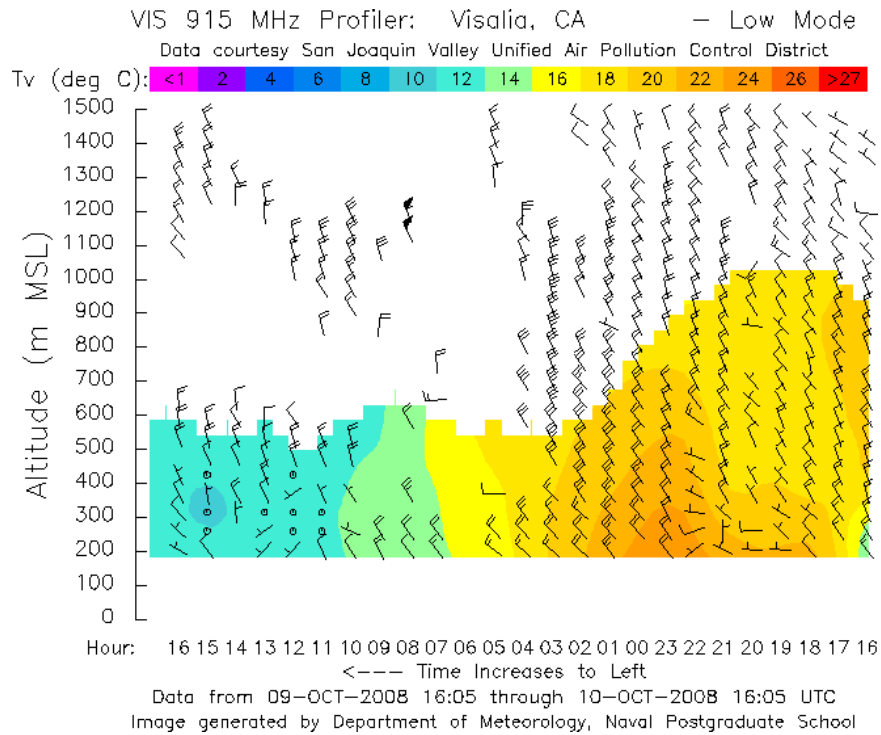 VIS 915 MHz Profiler: Visalia, CA — Low Mode
Data courtesy San Joaquin Valley Unified Air Pollution Control District
Tv (deg C): <1 2 4 6 8 10 12 14 16 18 20 22 24 26 >27
1500
1400
1300
1200
1100
1000
900
800
700
600
500
400
300
200
100
0
Altitude (m MSL)
Hour: 16 15 14 13 12 11 10 09 08 07 06 05 04 03 02 01 00 23 22 21 20 19 18 17 16
<--- Time Increases to Left
Data from 09-OCT-2008 16:05 through 10-OCT-2008 16:05 UTC
Image generated by Department of Meteorology, Naval Postgraduate School